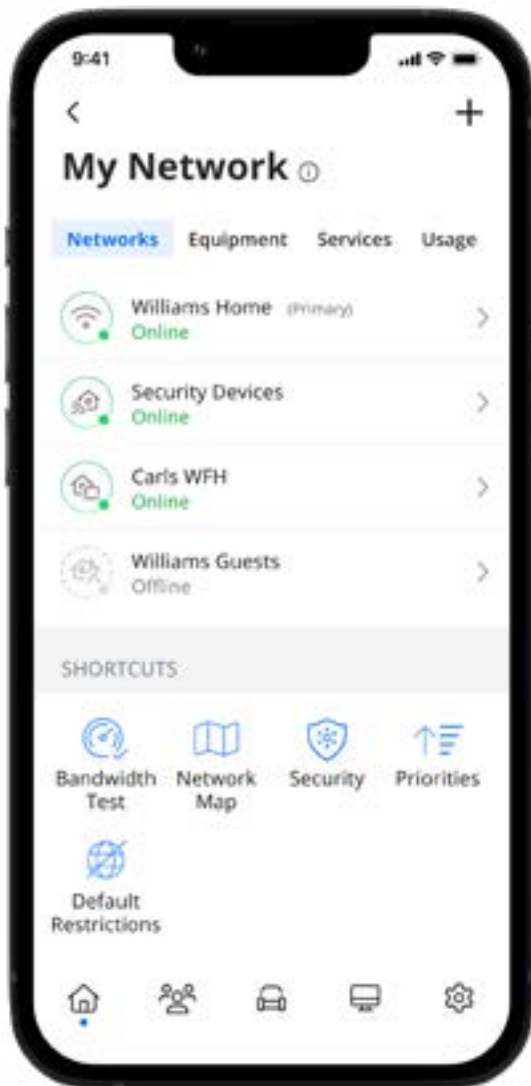 9:41
My Network
Networks Equipment Services Usage
Williams Home (Primary)
Online
Security Devices
Online
Carls WFH
Online
Williams Guests
Offline
SHORTCUTS
Bandwidth Test
Network Map
Security
Priorities
Default Restrictions